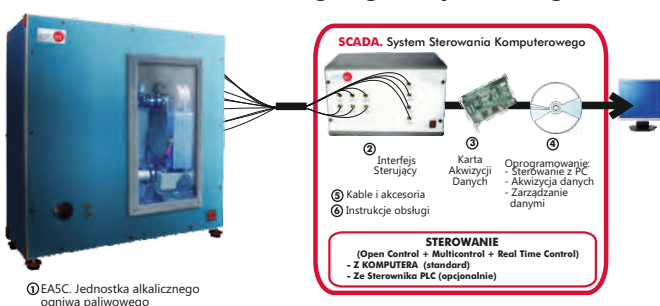 SCADA. System Sterowania Komputerowego
② Interfejs
Sterujący
③ Karta
Akwizycji
Danych
④ Oprogramowanie:
- Sterowanie z PC
- Akwizycja danych
- Zarządzanie
danymi
⑤ Kable i akcesoria
⑥ Instrukcje obsługi
STEROWANIE
(Open Control + Multicontrol + Real Time Control)
- Z KOMPUTERA (standard)
- Ze Sterownika PLC (opcjonalnie)
① EA5C. Jednostka alkalicznego
ogniwa paliwowego